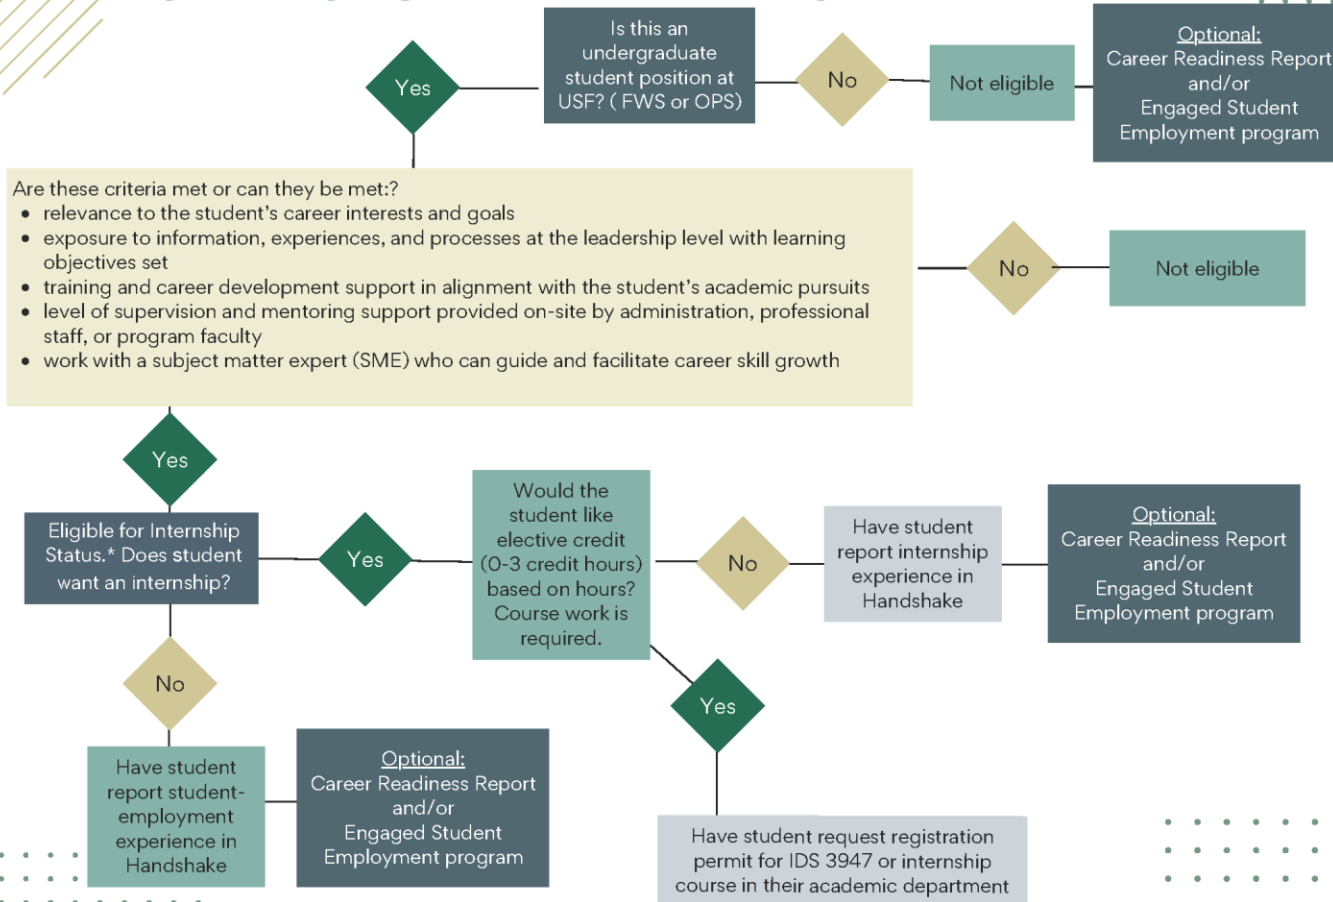 Is this an
undergraduate
student position at
USF? ( FWS or OPS)
Yes
No
Not eligible
Optional:
Career Readiness Report
and/or
Engaged Student
Employment program
Are these criteria met or can they be met:?
• relevance to the student's career interests and goals
• exposure to information, experiences, and processes at the leadership level with learning
objectives set
• training and career development support in alignment with the student's academic pursuits
• level of supervision and mentoring support provided on-site by administration, professional
staff, or program faculty
• work with a subject matter expert (SME) who can guide and facilitate career skill growth
No
Not eligible
Yes
Eligible for Internship
Status.* Does student
want an internship?
Yes
Would the
student like
elective credit
(0-3 credit hours)
based on hours?
Course work is
required.
No
Have student
report internship
experience in
Handshake
Optional:
Career Readiness Report
and/or
Engaged Student
Employment program
No
Have student
report student-
employment
experience in
Handshake
Optional:
Career Readiness Report
and/or
Engaged Student
Employment program
Yes
Have student request registration
permit for IDS 3947 or internship
course in their academic department